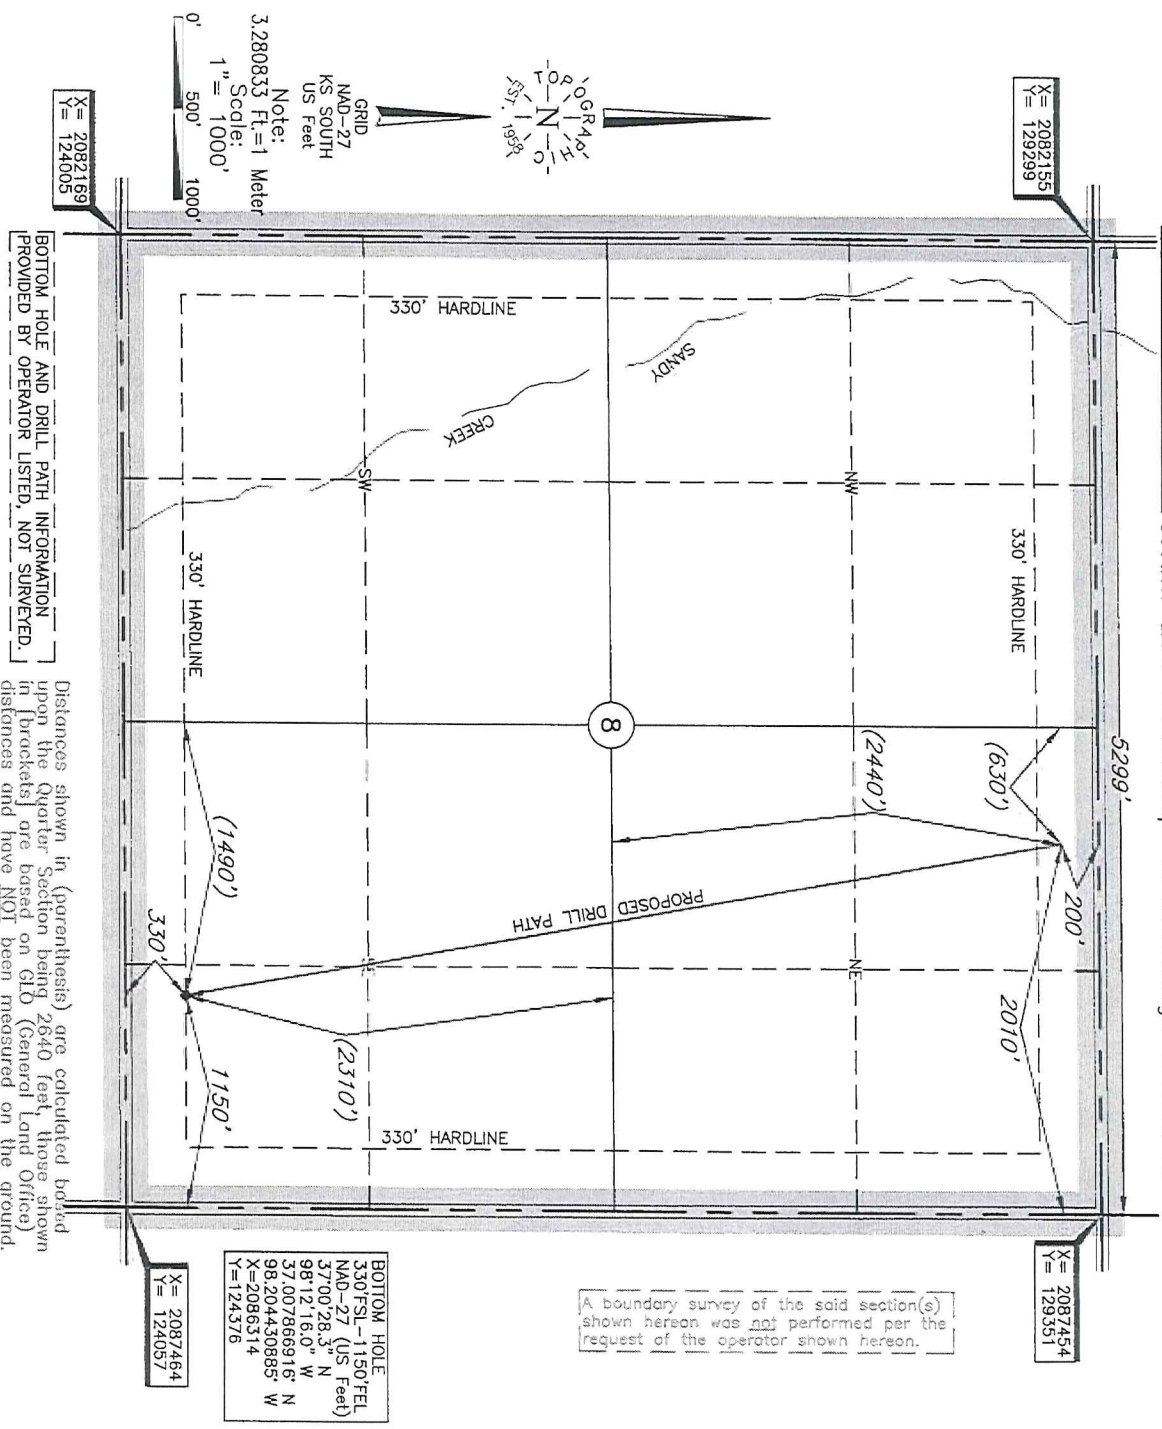 X= 2082155
Y= 129299
5299'
X= 2087454
Y= 129351
TOPOGRAPHIC
N
EST. 1958
GRID
NAD-27
KS SOUTH
US Feet
Note:
3.280833 Ft.=1 Meter
Scale:
1"= 1000'
0' 500' 1000'
330' HARDLINE
200'
(630')
2010'
(2440')
NW
NE
330' HARDLINE
SANDY
CREEK
8
PROPOSED DRILL PATH
SW
(2310')
330' HARDLINE
330' HARDLINE
(1490')
1150'
330'
X= 2082169
Y= 124005
X= 2087464
Y= 124057
A boundary survey of the said section(s)
shown hereon was not performed per the
request of the operator shown hereon.
BOTTOM HOLE
330'FSL-1150'FEL
NAD-27 (US Feet)
37°00'28.3" N
98°12'16.0" W
37.007866916° N
98.204430885° W
X=2086314
Y=124376
BOTTOM HOLE AND DRILL PATH INFORMATION
PROVIDED BY OPERATOR LISTED, NOT SURVEYED.
Distances shown in (parenthesis) are calculated based
upon the Quarter Section being 2640 feet, those shown
in [brackets] are based on GLO (General Land Office)
distances and have NOT been measured on the ground.